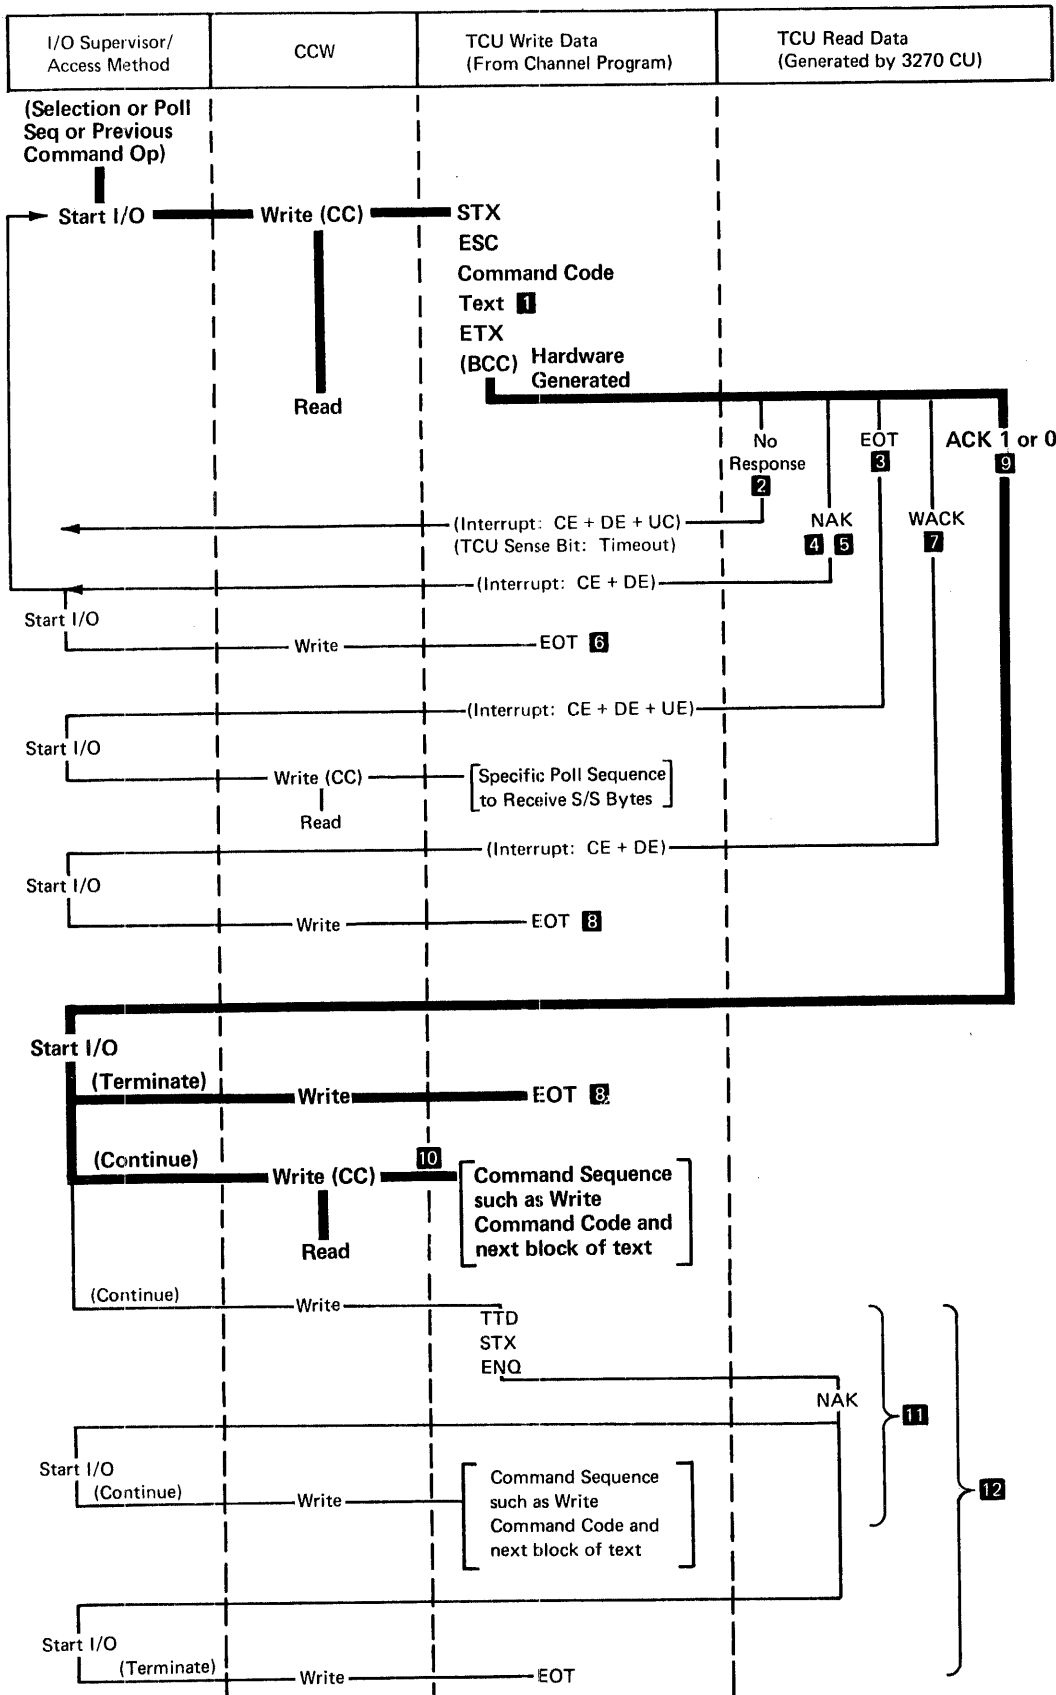 I/O Supervisor/
Access Method
CCW
TCU Write Data
(From Channel Program)
TCU Read Data
(Generated by 3270 CU)
(Selection or Poll
Seq or Previous
Command Op)
Start I/O
Write (CC)
STX
ESC
Command Code
Text 1
ETX
(BCC) Hardware
Generated
Read
No
Response
2
EOT
3
ACK 1 or 0
9
(Interrupt: CE + DE + UC)
(TCU Sense Bit: Timeout)
NAK
4 5
WACK
7
(Interrupt: CE + DE)
Start I/O
Write
EOT 6
(Interrupt: CE + DE + UE)
Start I/O
Write (CC)
Specific Poll Sequence
to Receive S/S Bytes
Read
(Interrupt: CE + DE)
Start I/O
Write
EOT 8
Start I/O
(Terminate)
Write
EOT 8
(Continue)
Write (CC)
10
Command Sequence
such as Write
Command Code and
next block of text
Read
(Continue)
Write
TTD
STX
ENQ
NAK
11
Start I/O
(Continue)
Write
Command Sequence
such as Write
Command Code and
next block of text
12
Start I/O
(Terminate)
Write
EOT